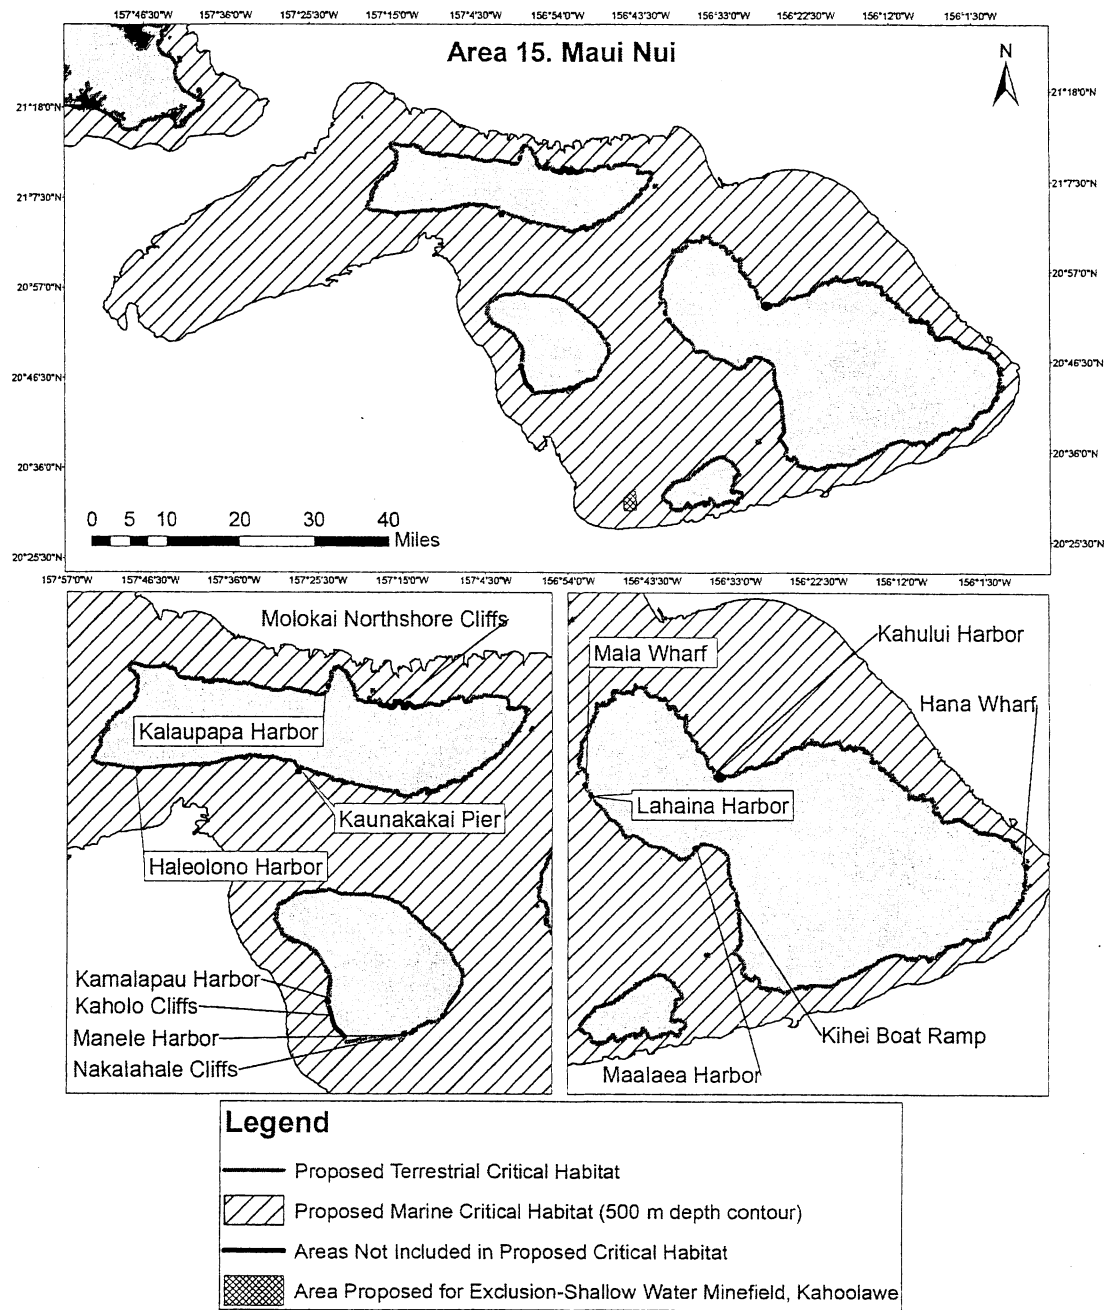 157°46'30"W 157°36'0"W 157°25'30"W 157°15'0"W 157°4'30"W 156°54'0"W 156°43'30"W 156°33'0"W 156°22'30"W 156°12'0"W 156°1'30"W
Area 15. Maui Nui
N
21°18'0"N
21°18'0"N
21°7'30"N
21°7'30"N
20°57'0"N
20°57'0"N
20°46'30"N
20°46'30"N
20°36'0"N
20°36'0"N
20°25'30"N
20°25'30"N
0 5 10 20 30 40
Miles
157°57'0"W 157°46'30"W 157°36'0"W 157°25'30"W 157°15'0"W 157°4'30"W 156°54'0"W 156°43'30"W 156°33'0"W 156°22'30"W 156°12'0"W 156°1'30"W
Molokai Northshore Cliffs
Kalaupapa Harbor
Kaunakakai Pier
Haleolono Harbor
Kamalapau Harbor
Kaholo Cliffs
Manele Harbor
Nakalahale Cliffs
Kahului Harbor
Mala Wharf
Hana Wharf
Lahaina Harbor
Kihei Boat Ramp
Maalaea Harbor
Legend
Proposed Terrestrial Critical Habitat
Proposed Marine Critical Habitat (500 m depth contour)
Areas Not Included in Proposed Critical Habitat
Area Proposed for Exclusion-Shallow Water Minefield, Kahoolawe